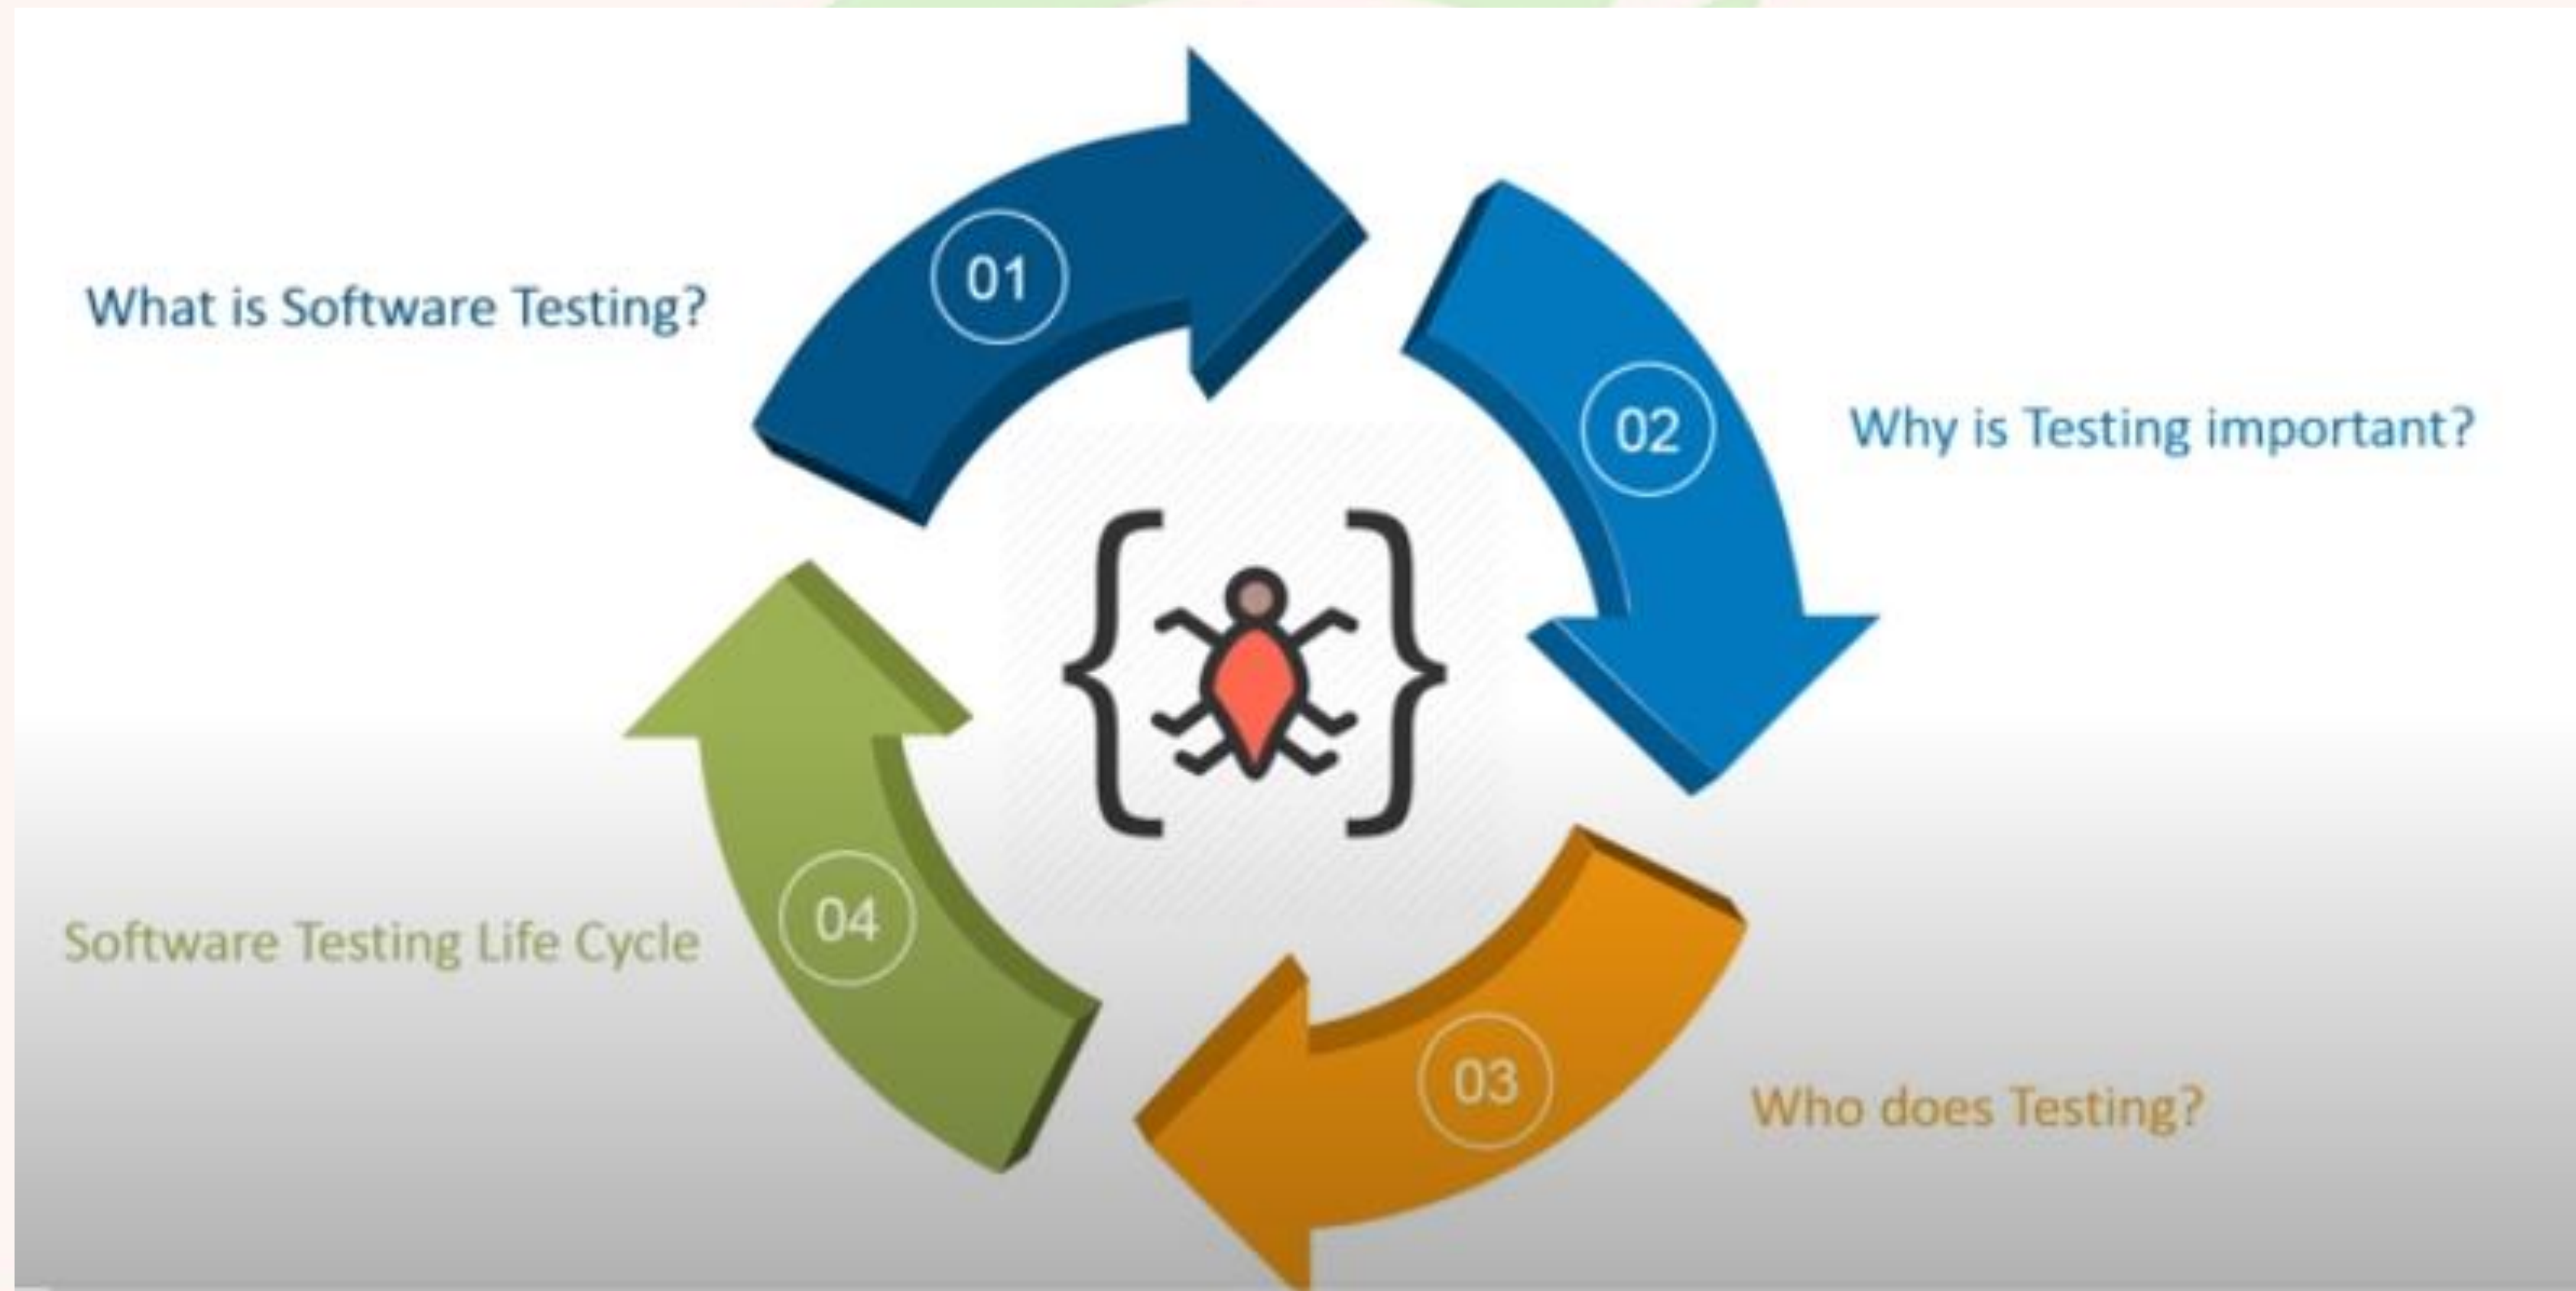 What is Software Testing?
01
02
Why is Testing important?
03
Who does Testing?
04
Software Testing Life Cycle